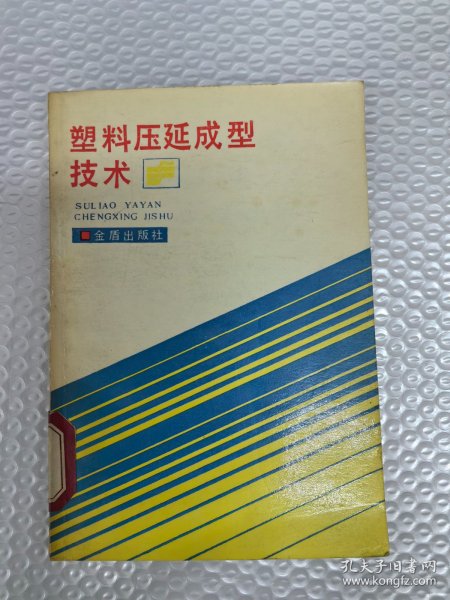 塑料压延成型
技术
SULIAO YAYAN
CHENGXING JISHU
金盾出版社
孔夫子旧书网
www.kongfz.com